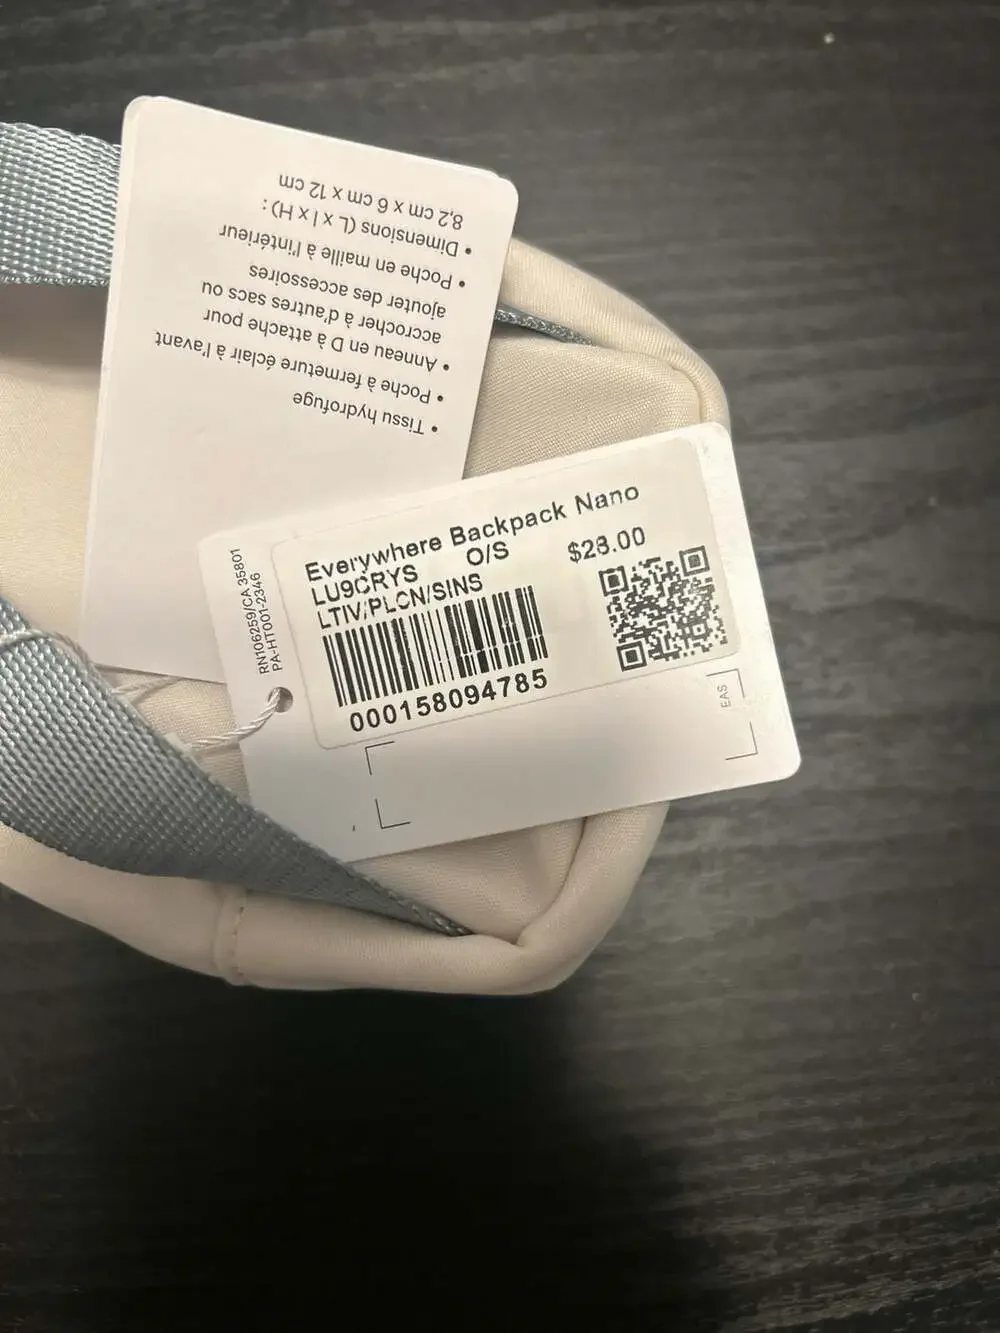 • Tissu hydrofuge
• Poche à fermeture éclair à l'avant
• Anneau en D à attache pour
accrocher à d'autres sacs ou
ajouter des accessoires
• Poche en maille à l'intérieur
• Dimensions (L x l x H) :
8,2 cm x 6 cm x 12 cm
RN106259/CA 35801
PA-HT001-2346
Everywhere Backpack Nano
LU9CRYS O/S $28.00
LTIV/PLCN/SINS
000158094785
EAS